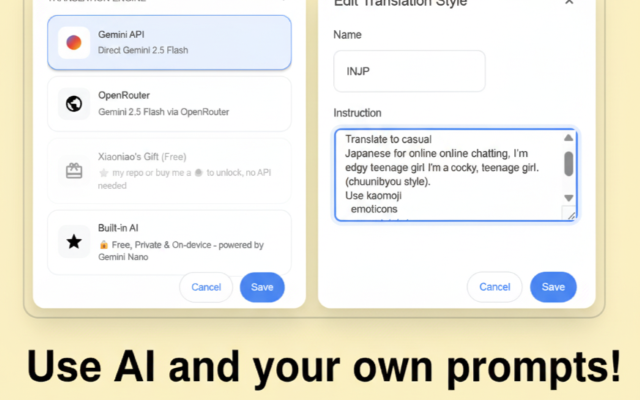 TRANSLATION ENGINE
Gemini API
Direct Gemini 2.5 Flash
OpenRouter
Gemini 2.5 Flash via OpenRouter
Xiaoniao's Gift (Free)
⭐ my repo or buy me a to unlock, no API
needed
Built-in AI
🔒 Free, Private & On-device - powered by
Gemini Nano
Cancel
Save
Edit Translation Style
Name
INJP
Instruction
Translate to casual
Japanese for online online chatting, I'm
edgy teenage girl I'm a cocky, teenage girl.
(chuunibyou style).
Use kaomoji
emoticons
Cancel
Save
Use AI and your own prompts!